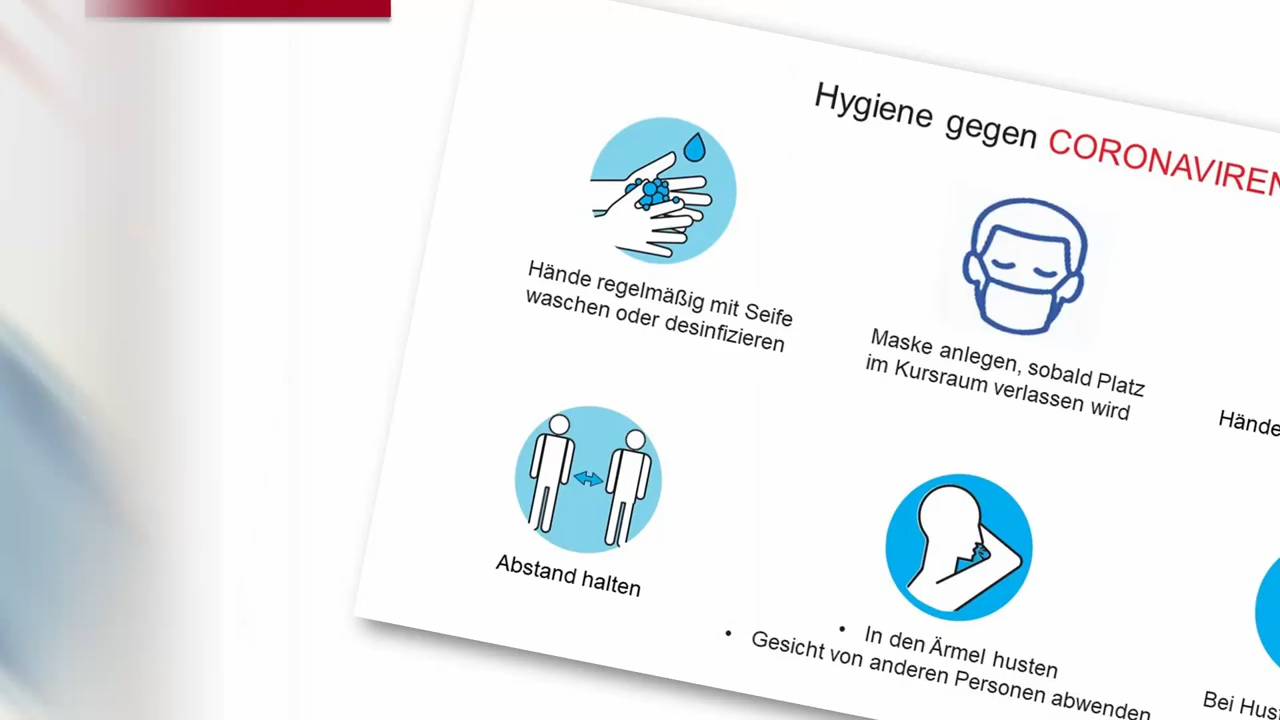 Hygiene gegen CORONAVIREN
Hände regelmäßig mit Seife
waschen oder desinfizieren
Maske anlegen, sobald Platz
im Kursraum verlassen wird
Hände
Abstand halten
• In den Ärmel husten
• Gesicht von anderen Personen abwenden
Bei Hust